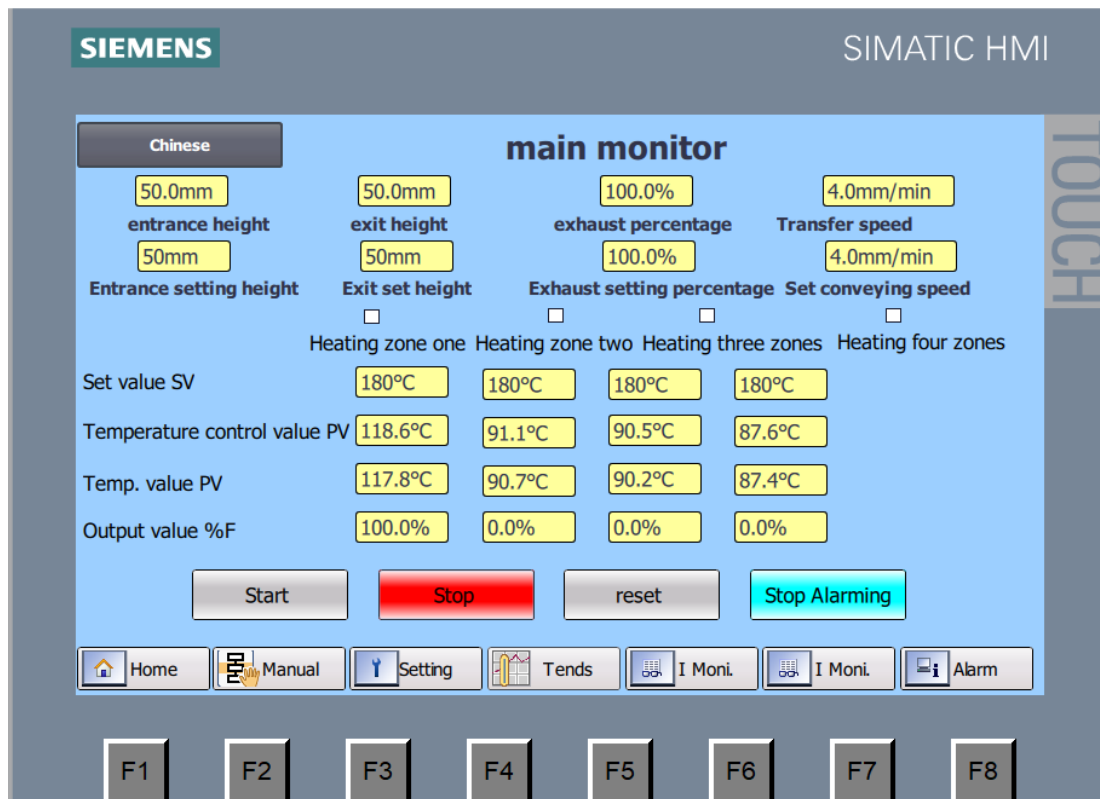 SIEMENS
SIMATIC HMI
TOUCH
Chinese
main monitor
50.0mm 50.0mm 100.0% 4.0mm/min
entrance height exit height exhaust percentage Transfer speed
50mm 50mm 100.0% 4.0mm/min
Entrance setting height Exit set height Exhaust setting percentage Set conveying speed
Heating zone one Heating zone two Heating three zones Heating four zones
Set value SV 180°C 180°C 180°C 180°C
Temperature control value PV 118.6°C 91.1°C 90.5°C 87.6°C
Temp. value PV 117.8°C 90.7°C 90.2°C 87.4°C
Output value %F 100.0% 0.0% 0.0% 0.0%
Start Stop reset Stop Alarming
Home Manual Setting Tends I Moni. I Moni. Alarm
F1 F2 F3 F4 F5 F6 F7 F8